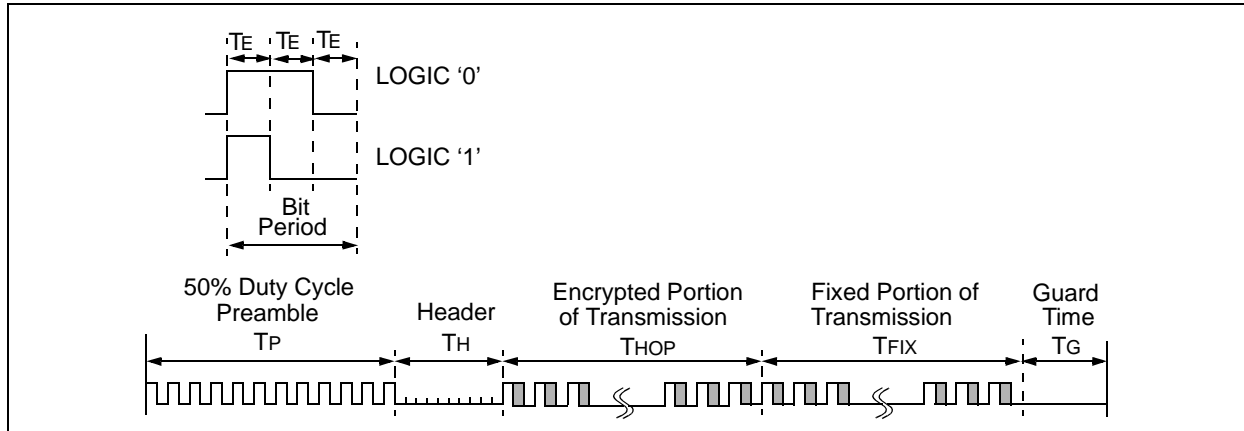 TE TE TE
LOGIC ‘0’
LOGIC ‘1’
Bit
Period
50% Duty Cycle
Preamble
TP
Header
TH
Encrypted Portion
of Transmission
THOP
Fixed Portion of
Transmission
TFIX
Guard
Time
TG